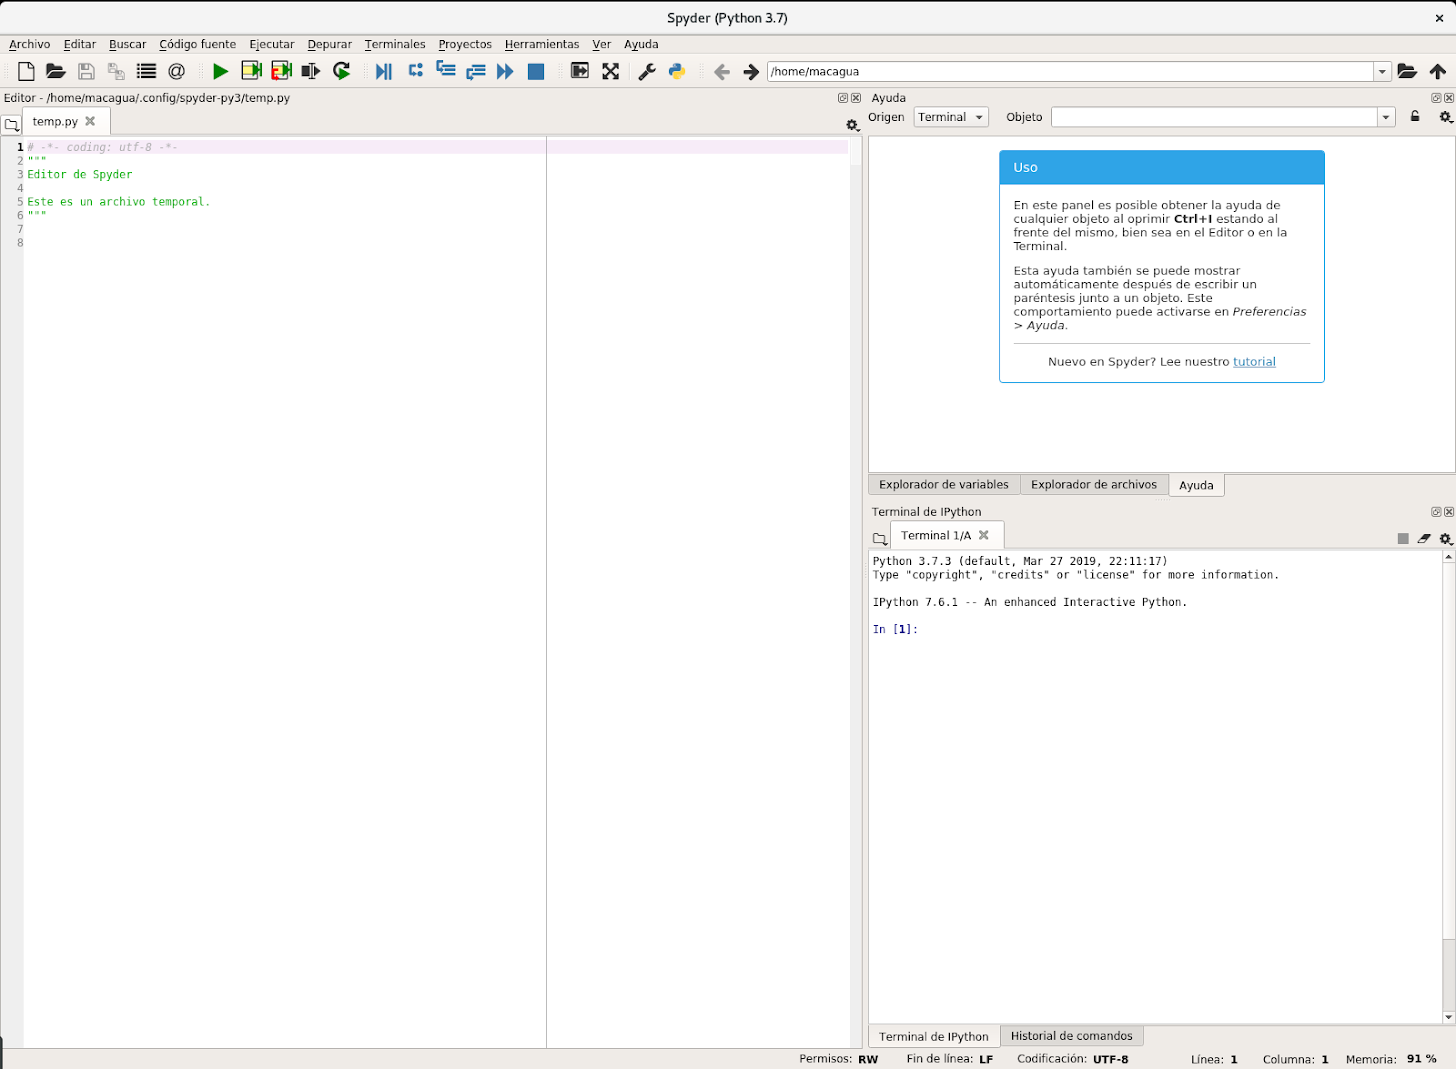 Spyder (Python 3.7)
Archivo Editar Buscar Código fuente Ejecutar Depurar Terminales Proyectos Herramientas Ver Ayuda
/home/macagua
Editor - /home/macagua/.config/spyder-py3/temp.py
temp.py
1 # -*- coding: utf-8 -*-
2 """
3 Editor de Spyder
4
5 Este es un archivo temporal.
6 """
7
8
Ayuda
Origen Terminal Objeto
Uso
En este panel es posible obtener la ayuda de
cualquier objeto al oprimir Ctrl+I estando al
frente del mismo, bien sea en el Editor o en la
Terminal.
Esta ayuda también se puede mostrar
automáticamente después de escribir un
paréntesis junto a un objeto. Este
comportamiento puede activarse en Preferencias
> Ayuda.
Nuevo en Spyder? Lee nuestro tutorial
Explorador de variables Explorador de archivos Ayuda
Terminal de IPython
Terminal 1/A
Python 3.7.3 (default, Mar 27 2019, 22:11:17)
Type "copyright", "credits" or "license" for more information.
IPython 7.6.1 -- An enhanced Interactive Python.
In [1]:
Terminal de IPython Historial de comandos
Permisos: RW Fin de línea: LF Codificación: UTF-8 Línea: 1 Columna: 1 Memoria: 91 %